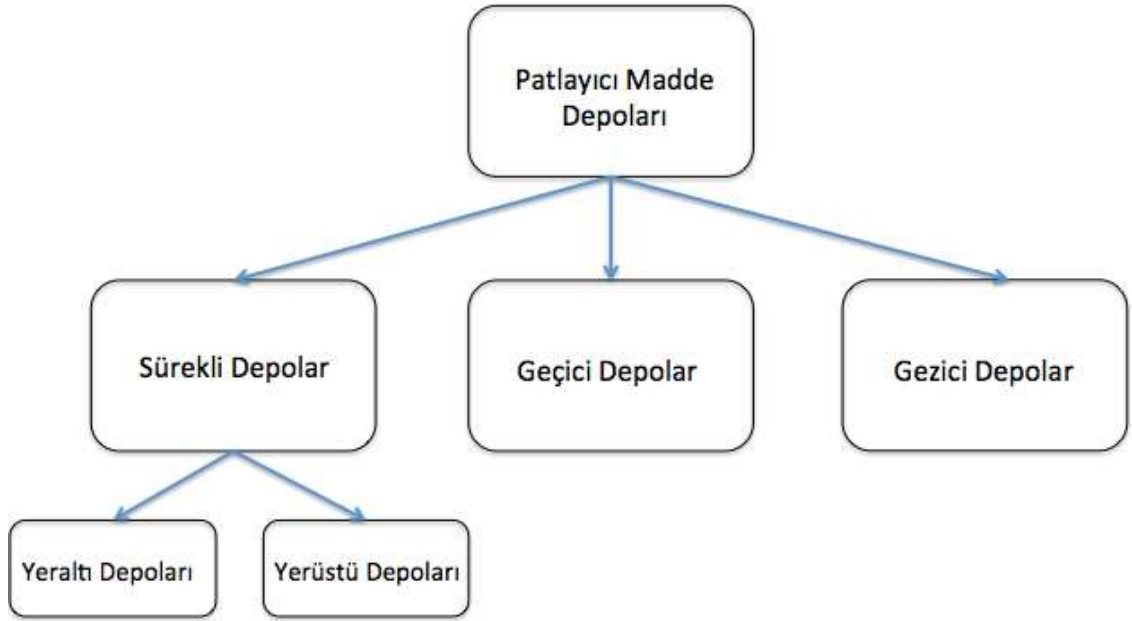 Patlayıcı Madde
Depoları
Sürekli Depolar
Geçici Depolar
Gezici Depolar
Yeraltı Depoları
Yerüstü Depoları